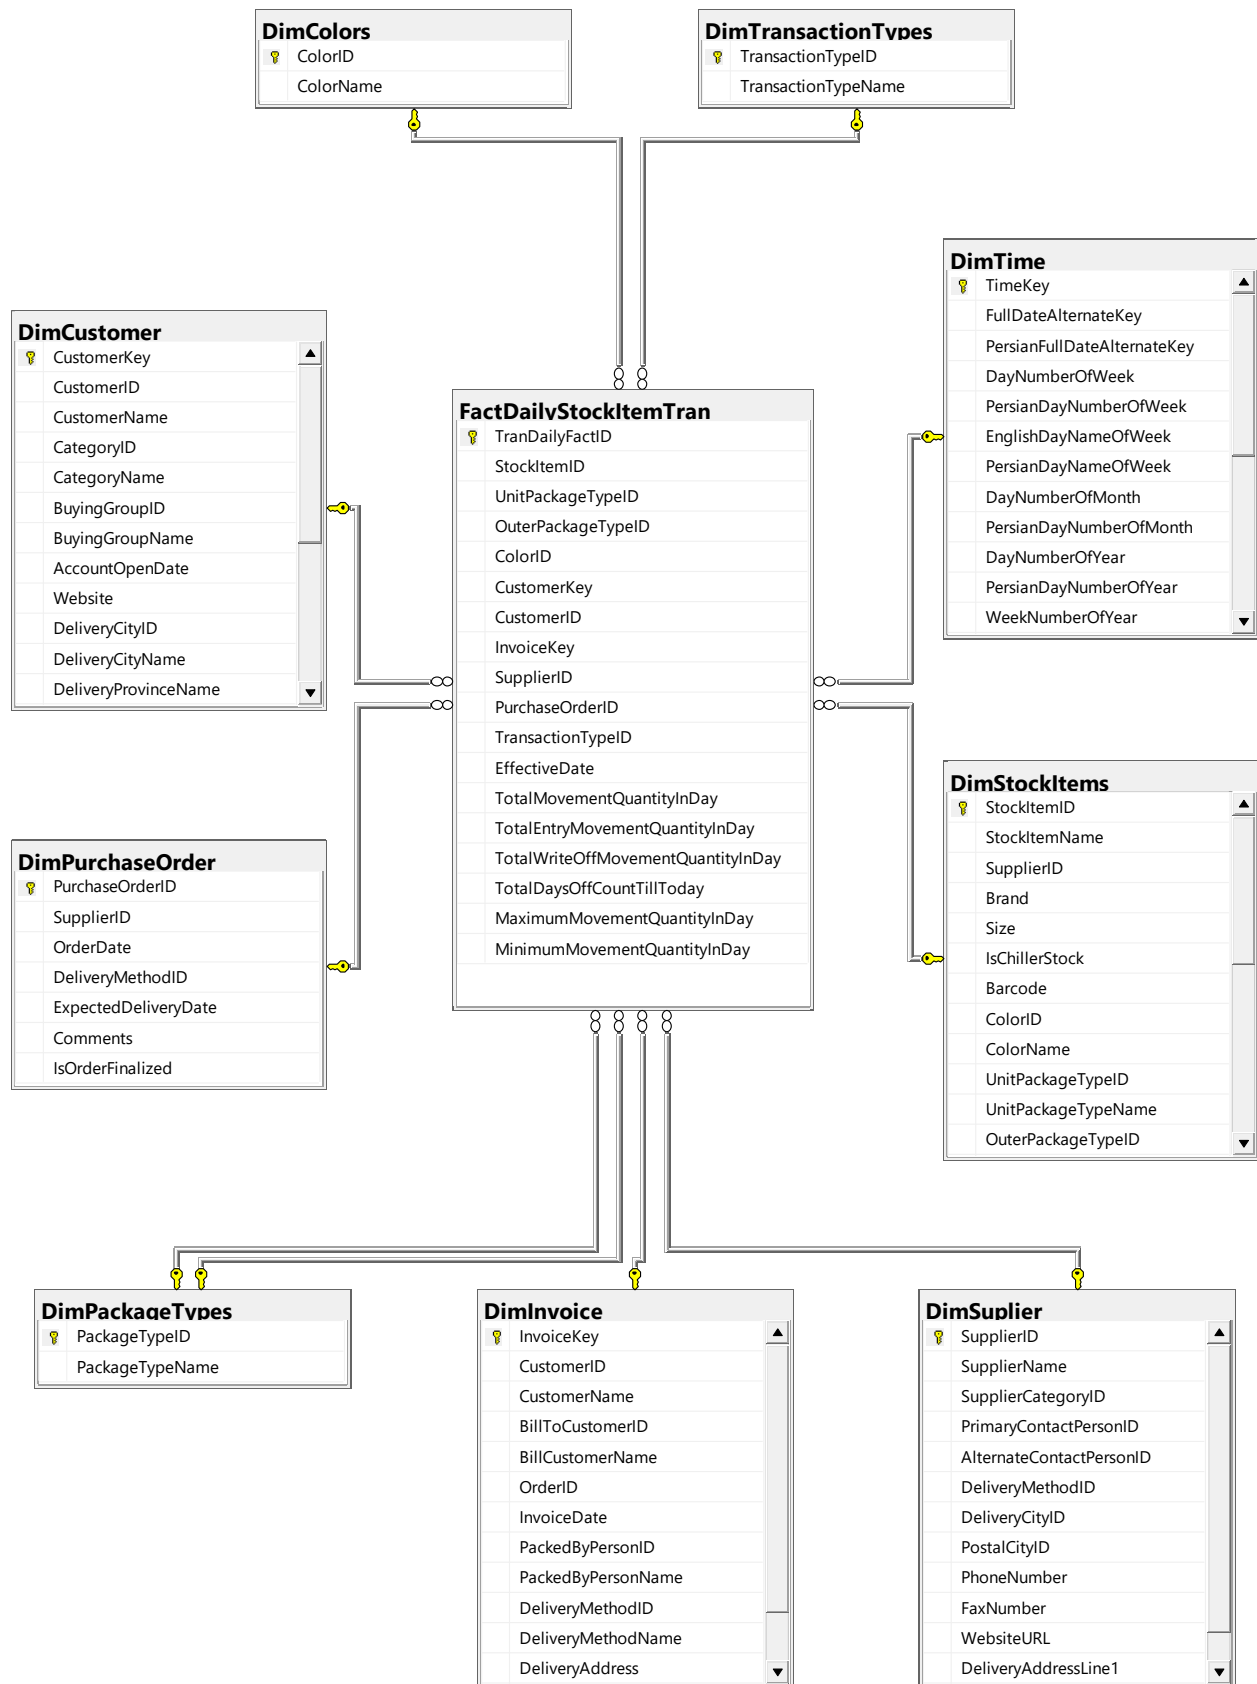 DimColors
ColorID
ColorName
DimTransactionTypes
TransactionTypeID
TransactionTypeName
DimTime
TimeKey
FullDateAlternateKey
PersianFullDateAlternateKey
DayNumberOfWeek
PersianDayNumberOfWeek
EnglishDayNameOfWeek
PersianDayNameOfWeek
DayNumberOfMonth
PersianDayNumberOfMonth
DayNumberOfYear
PersianDayNumberOfYear
WeekNumberOfYear
DimCustomer
CustomerKey
CustomerID
CustomerName
CategoryID
CategoryName
BuyingGroupID
BuyingGroupName
AccountOpenDate
Website
DeliveryCityID
DeliveryCityName
DeliveryProvinceName
FactDailyStockItemTran
TranDailyFactID
StockItemID
UnitPackageTypeID
OuterPackageTypeID
ColorID
CustomerKey
CustomerID
InvoiceKey
SupplierID
PurchaseOrderID
TransactionTypeID
EffectiveDate
TotalMovementQuantityInDay
TotalEntryMovementQuantityInDay
TotalWriteOffMovementQuantityInDay
TotalDaysOffCountTillToday
MaximumMovementQuantityInDay
MinimumMovementQuantityInDay
DimStockItems
StockItemID
StockItemName
SupplierID
Brand
Size
IsChillerStock
Barcode
ColorID
ColorName
UnitPackageTypeID
UnitPackageTypeName
OuterPackageTypeID
DimPurchaseOrder
PurchaseOrderID
SupplierID
OrderDate
DeliveryMethodID
ExpectedDeliveryDate
Comments
IsOrderFinalized
DimPackageTypes
PackageTypeID
PackageTypeName
DimInvoice
InvoiceKey
CustomerID
CustomerName
BillToCustomerID
BillCustomerName
OrderID
InvoiceDate
PackedByPersonID
PackedByPersonName
DeliveryMethodID
DeliveryMethodName
DeliveryAddress
DimSuplier
SupplierID
SupplierName
SupplierCategoryID
PrimaryContactPersonID
AlternateContactPersonID
DeliveryMethodID
DeliveryCityID
PostalCityID
PhoneNumber
FaxNumber
WebsiteURL
DeliveryAddressLine1